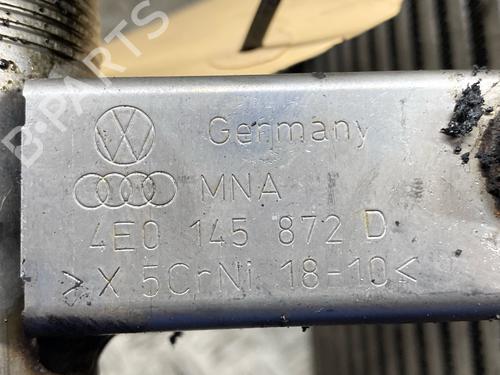 Germany
MNA
4E0 145 872 D
>X 5CrNi 18-10<
B-PARTS